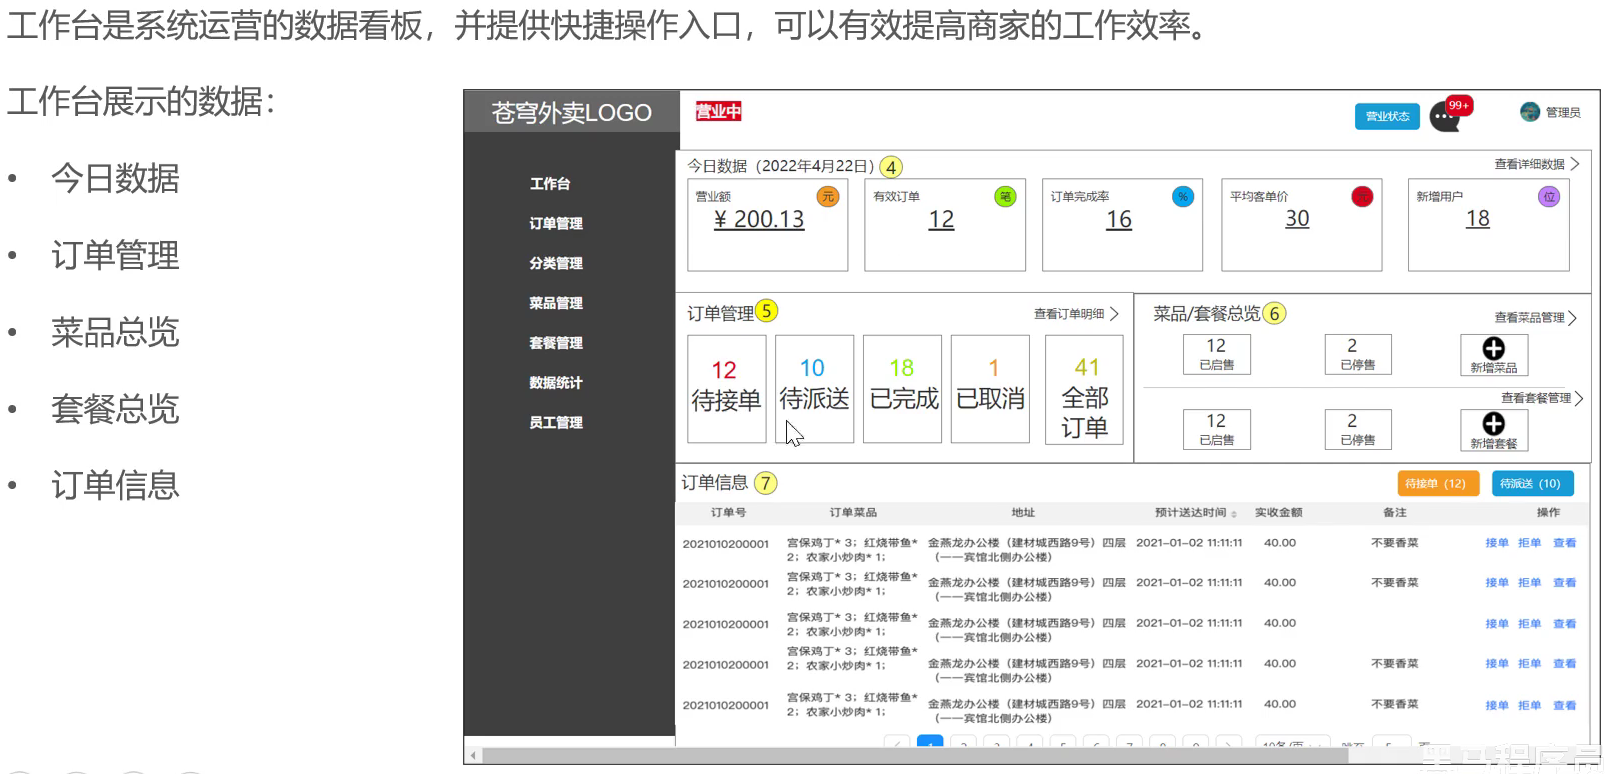 工作台是系统运营的数据看板，并提供快捷操作入口，可以有效提高商家的工作效率。
工作台展示的数据：
• 今日数据
• 订单管理
• 菜品总览
• 套餐总览
• 订单信息
苍穹外卖LOGO
营业中
营业状态
99+
管理员
工作台
订单管理
分类管理
菜品管理
套餐管理
数据统计
员工管理
今日数据（2022年4月22日） 4
查看详细数据
营业额 元
¥ 200.13
有效订单 笔
12
订单完成率 %
16
平均客单价 元
30
新增用户 位
18
订单管理 5
查看订单明细
12
待接单
10
待派送
18
已完成
1
已取消
41
全部
订单
菜品/套餐总览 6
查看菜品管理
12
已启售
2
已停售
新增菜品
查看套餐管理
12
已启售
2
已停售
新增套餐
订单信息 7
待接单（12）
待派送（10）
订单号 订单菜品 地址 预计送达时间 实收金额 备注 操作
2021010200001 宫保鸡丁* 3；红烧带鱼* 金燕龙办公楼（建材城西路9号）四层 2021-01-02 11:11:11 40.00 不要香菜 接单 拒单 查看
2；农家小炒肉* 1； （一一宾馆北侧办公楼）
2021010200001 宫保鸡丁* 3；红烧带鱼* 金燕龙办公楼（建材城西路9号）四层 2021-01-02 11:11:11 40.00 不要香菜 接单 拒单 查看
2；农家小炒肉* 1； （一一宾馆北侧办公楼）
2021010200001 宫保鸡丁* 3；红烧带鱼* 金燕龙办公楼（建材城西路9号）四层 2021-01-02 11:11:11 40.00 接单 拒单 查看
2；农家小炒肉* 1； （一一宾馆北侧办公楼）
2021010200001 宫保鸡丁* 3；红烧带鱼* 金燕龙办公楼（建材城西路9号）四层 2021-01-02 11:11:11 40.00 不要香菜 接单 拒单 查看
2；农家小炒肉* 1； （一一宾馆北侧办公楼）
2021010200001 宫保鸡丁* 3；红烧带鱼* 金燕龙办公楼（建材城西路9号）四层 2021-01-02 11:11:11 40.00 不要香菜 接单 拒单 查看
2；农家小炒肉* 1； （一一宾馆北侧办公楼）
1 2 3 4 5 6 7 8 9 10条/页 跳至 5 页
黑马程序员